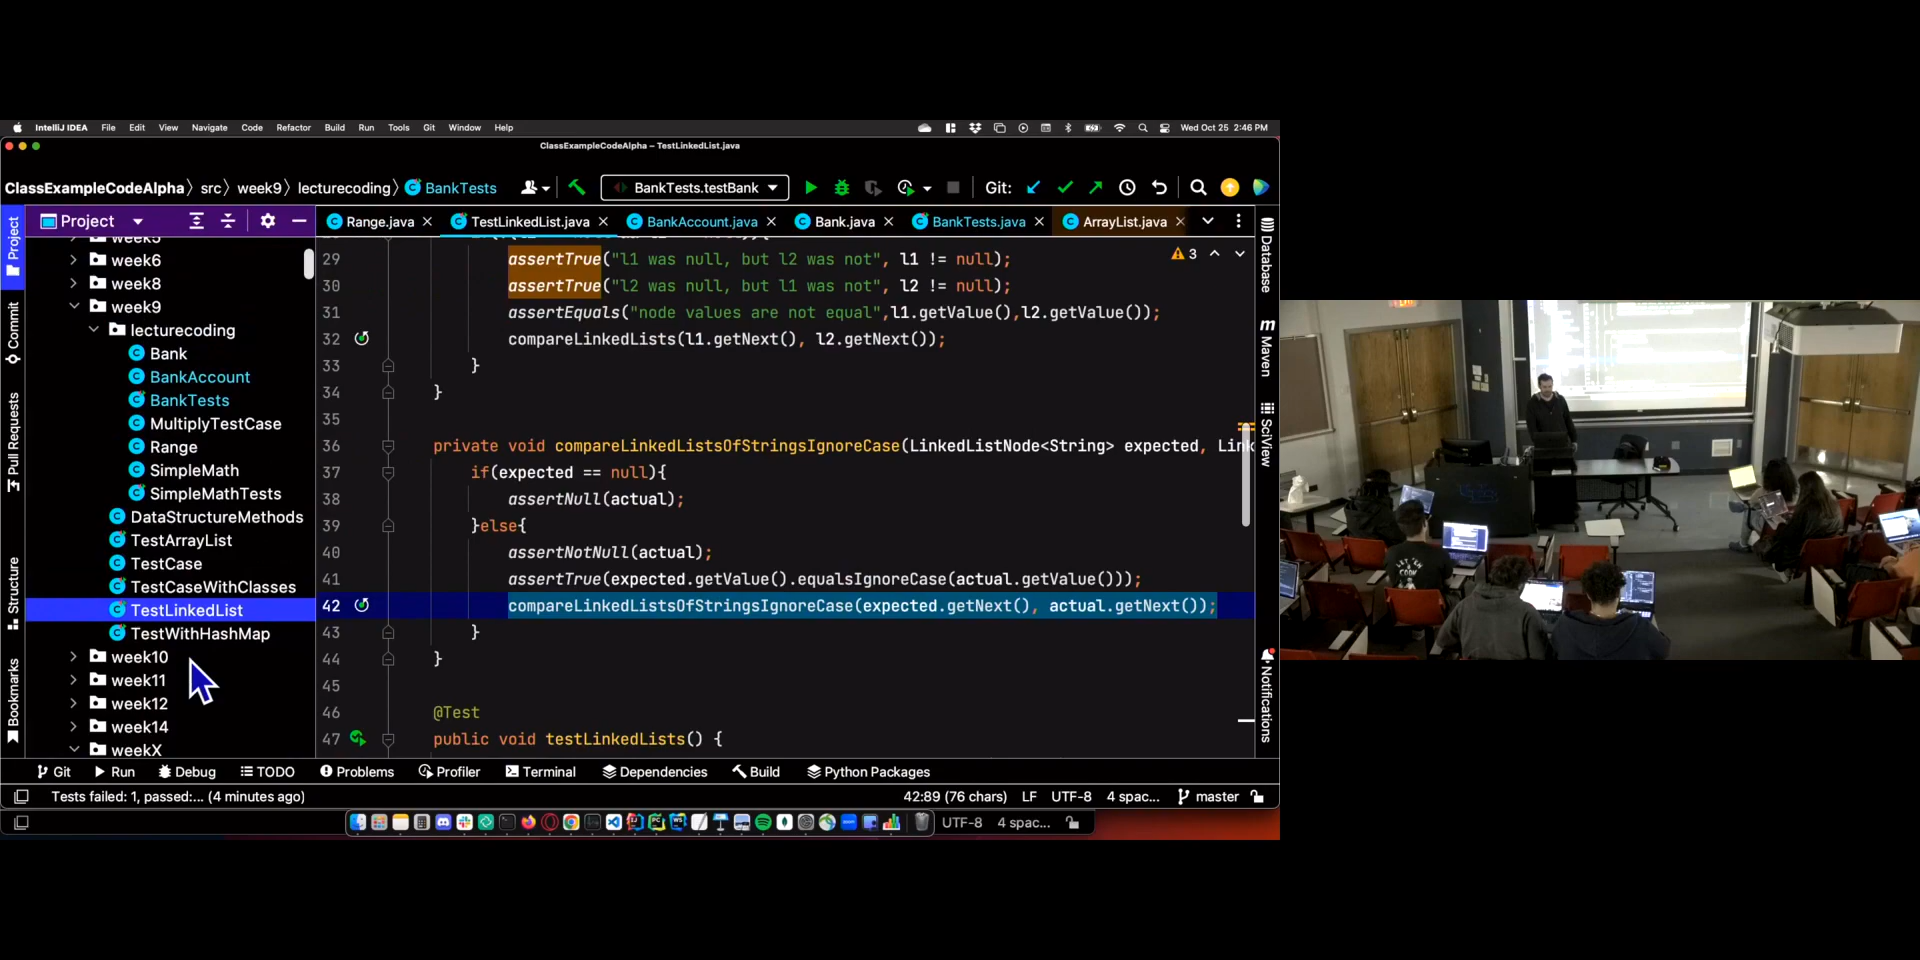 IntelliJ IDEA File Edit View Navigate Code Refactor Build Run Tools Git Window Help Wed Oct 25 2:46 PM
ClassExampleCodeAlpha – TestLinkedList.java
ClassExampleCodeAlpha src week9 lecturecoding BankTests BankTests.testBank Git:
Project Range.java TestLinkedList.java BankAccount.java Bank.java BankTests.java ArrayList.java
Project
Commit
Pull Requests
Structure
Bookmarks
week5
week6
week8
week9
lecturecoding
Bank
BankAccount
BankTests
MultiplyTestCase
Range
SimpleMath
SimpleMathTests
DataStructureMethods
TestArrayList
TestCase
TestCaseWithClasses
TestLinkedList
TestWithHashMap
week10
week11
week12
week14
weekX
29 assertTrue("l1 was null, but l2 was not", l1 != null);
30 assertTrue("l2 was null, but l1 was not", l2 != null);
31 assertEquals("node values are not equal",l1.getValue(),l2.getValue());
32 compareLinkedLists(l1.getNext(), l2.getNext());
33 }
34 }
35
36 private void compareLinkedListsOfStringsIgnoreCase(LinkedListNode<String> expected, Link
37 if(expected == null){
38 assertNull(actual);
39 }else{
40 assertNotNull(actual);
41 assertTrue(expected.getValue().equalsIgnoreCase(actual.getValue()));
42 compareLinkedListsOfStringsIgnoreCase(expected.getNext(), actual.getNext());
43 }
44 }
45
46 @Test
47 public void testLinkedLists() {
3
Database
Maven
SciView
Notifications
Git Run Debug TODO Problems Profiler Terminal Dependencies Build Python Packages
Tests failed: 1, passed:... (4 minutes ago) 42:89 (76 chars) LF UTF-8 4 spac... master
UTF-8 4 spac...